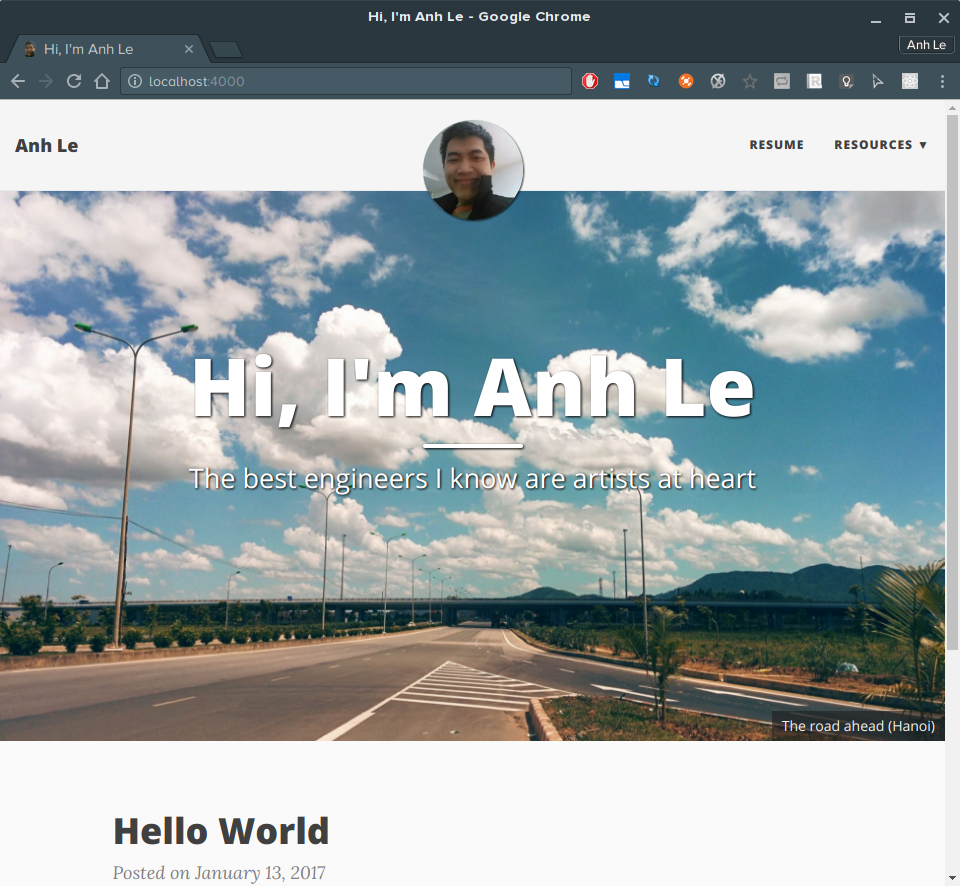 Hi, I'm Anh Le - Google Chrome
Hi, I'm Anh Le
Anh Le
localhost:4000
Anh Le
RESUME
RESOURCES ▼
Hi, I'm Anh Le
The best engineers I know are artists at heart
The road ahead (Hanoi)
Hello World
Posted on January 13, 2017